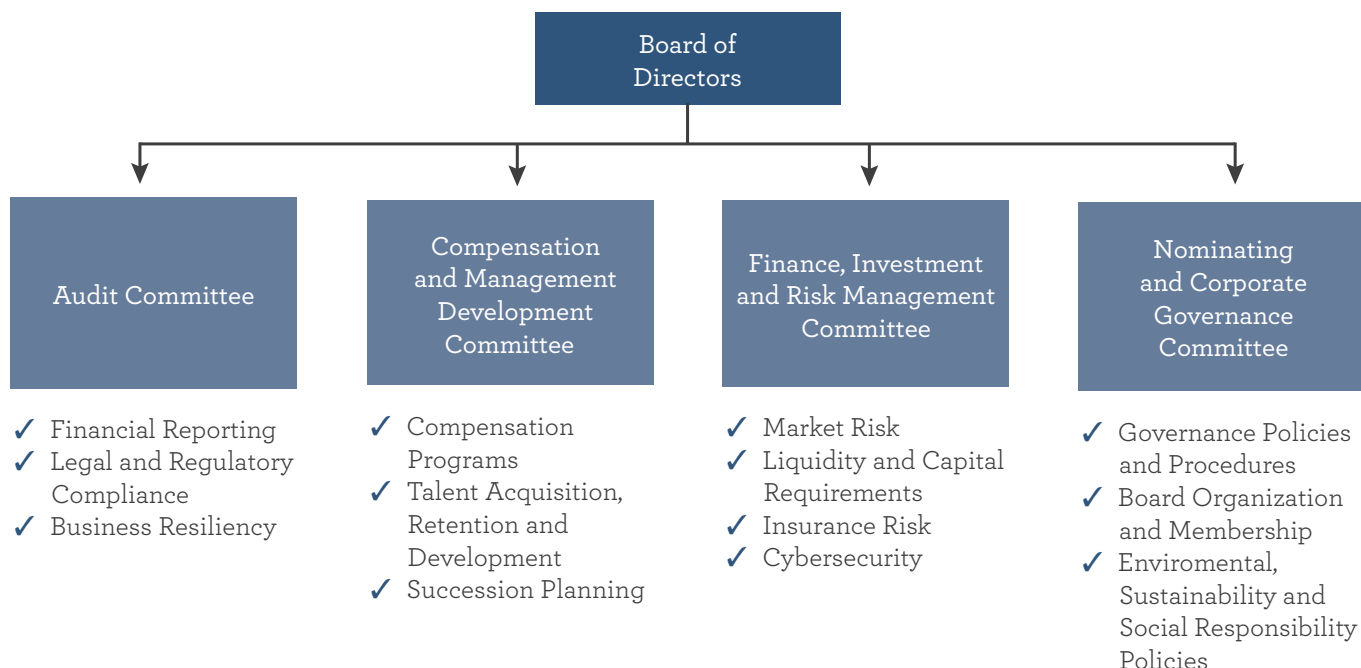 Board of
Directors
Audit Committee
Compensation
and Management
Development
Committee
Finance, Investment
and Risk Management
Committee
Nominating
and Corporate
Governance
Committee
✓ Financial Reporting
✓ Legal and Regulatory
Compliance
✓ Business Resiliency
✓ Compensation
Programs
✓ Talent Acquisition,
Retention and
Development
✓ Succession Planning
✓ Market Risk
✓ Liquidity and Capital
Requirements
✓ Insurance Risk
✓ Cybersecurity
✓ Governance Policies
and Procedures
✓ Board Organization
and Membership
✓ Enviromental,
Sustainability and
Social Responsibility
Policies